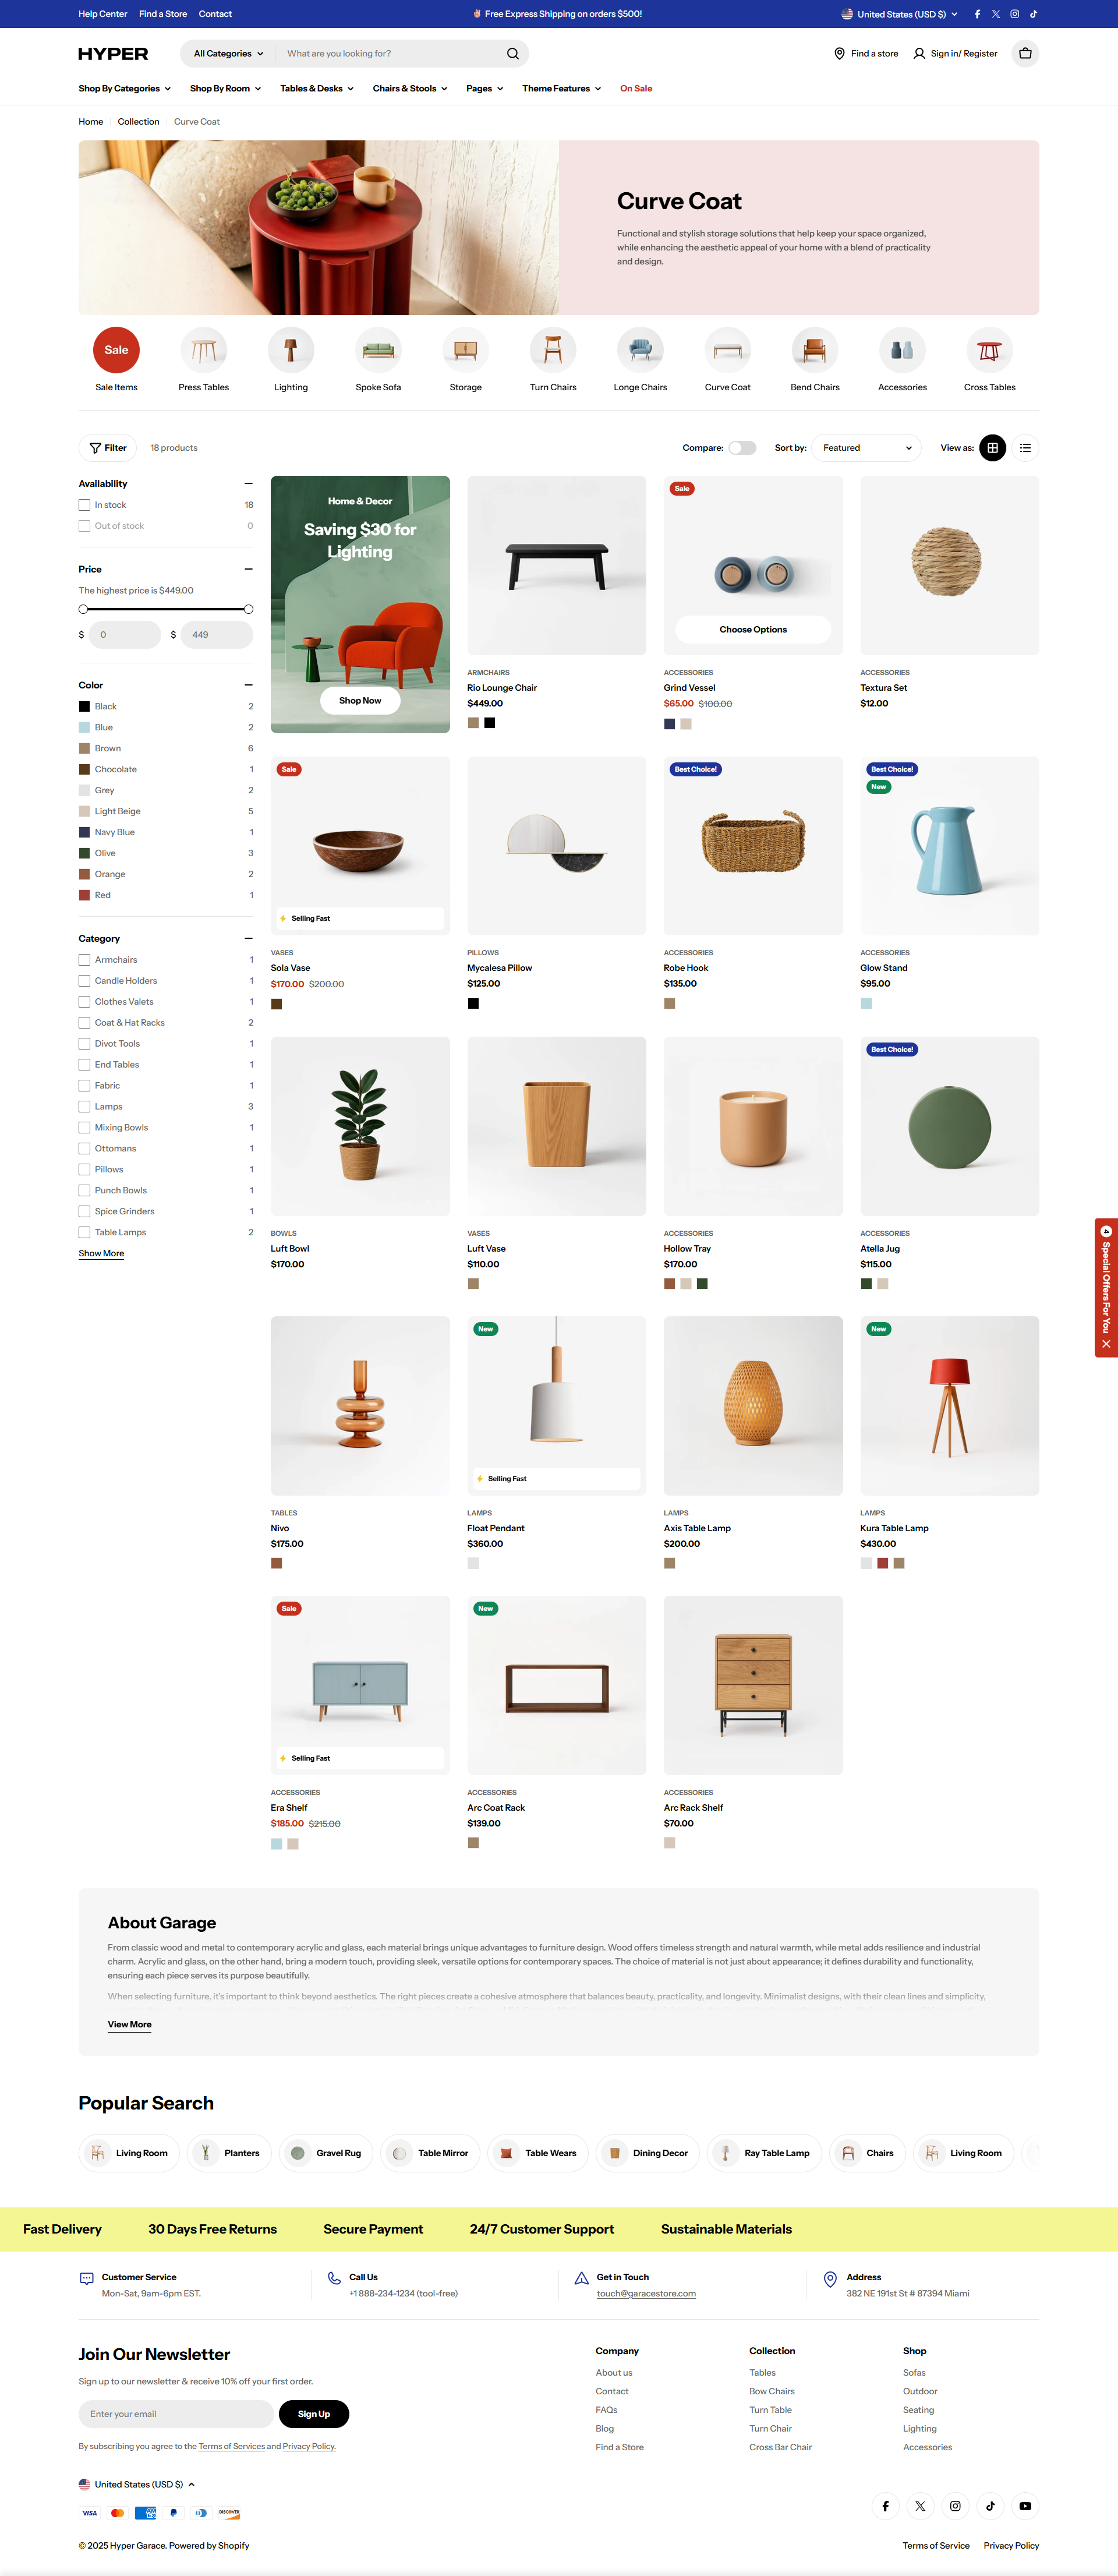 Help Center Find a Store Contact
Free Express Shipping on orders $500!
United States (USD $)
HYPER
All Categories
What are you looking for?
Find a store
Sign in/ Register
Shop By Categories Shop By Room Tables & Desks Chairs & Stools Pages Theme Features On Sale
Home Collection Curve Coat
Curve Coat
Functional and stylish storage solutions that help keep your space organized,
while enhancing the aesthetic appeal of your home with a blend of practicality
and design.
Sale
Sale Items Press Tables Lighting Spoke Sofa Storage Turn Chairs Longe Chairs Curve Coat Bend Chairs Accessories Cross Tables
Filter
18 products
Compare:
Sort by: Featured
View as:
Availability
In stock 18
Out of stock 0
Price
The highest price is $449.00
$ 0 $ 449
Color
Black 2
Blue 2
Brown 6
Chocolate 1
Grey 2
Light Beige 5
Navy Blue 1
Olive 3
Orange 2
Red 1
Category
Armchairs 1
Candle Holders 1
Clothes Valets 1
Coat & Hat Racks 2
Divot Tools 1
End Tables 1
Fabric 1
Lamps 3
Mixing Bowls 1
Ottomans 1
Pillows 1
Punch Bowls 1
Spice Grinders 1
Table Lamps 2
Show More
Home & Decor
Saving $30 for
Lighting
Shop Now
ARMCHAIRS
Rio Lounge Chair
$449.00
Sale
Choose Options
ACCESSORIES
Grind Vessel
$65.00 $100.00
ACCESSORIES
Textura Set
$12.00
Sale
Selling Fast
VASES
Sola Vase
$170.00 $200.00
PILLOWS
Mycalesa Pillow
$125.00
Best Choice!
ACCESSORIES
Robe Hook
$135.00
Best Choice!
New
ACCESSORIES
Glow Stand
$95.00
BOWLS
Luft Bowl
$170.00
VASES
Luft Vase
$110.00
ACCESSORIES
Hollow Tray
$170.00
Best Choice!
ACCESSORIES
Atella Jug
$115.00
4 Special Offers For You
TABLES
Nivo
$175.00
New
Selling Fast
LAMPS
Float Pendant
$360.00
LAMPS
Axis Table Lamp
$200.00
New
LAMPS
Kura Table Lamp
$430.00
Sale
Selling Fast
ACCESSORIES
Era Shelf
$185.00 $215.00
New
ACCESSORIES
Arc Coat Rack
$139.00
ACCESSORIES
Arc Rack Shelf
$70.00
About Garage
From classic wood and metal to contemporary acrylic and glass, each material brings unique advantages to furniture design. Wood offers timeless strength and natural warmth, while metal adds resilience and industrial
charm. Acrylic and glass, on the other hand, bring a modern touch, providing sleek, versatile options for contemporary spaces. The choice of material is not just about appearance; it defines durability and functionality,
ensuring each piece serves its purpose beautifully.
When selecting furniture, it's important to think beyond aesthetics. The right pieces create a cohesive atmosphere that balances beauty, practicality, and longevity. Minimalist designs, with their clean lines and simplicity,
View More
Popular Search
Living Room Planters Gravel Rug Table Mirror Table Wears Dining Decor Ray Table Lamp Chairs Living Room
Fast Delivery 30 Days Free Returns Secure Payment 24/7 Customer Support Sustainable Materials
Customer Service
Mon-Sat, 9am-6pm EST.
Call Us
+1 888-234-1234 (tool-free)
Get in Touch
touch@garacestore.com
Address
382 NE 191st St # 87394 Miami
Join Our Newsletter
Sign up to our newsletter & receive 10% off your first order.
Enter your email
Sign Up
By subscribing you agree to the Terms of Services and Privacy Policy.
Company
About us
Contact
FAQs
Blog
Find a Store
Collection
Tables
Bow Chairs
Turn Table
Turn Chair
Cross Bar Chair
Shop
Sofas
Outdoor
Seating
Lighting
Accessories
United States (USD $)
VISA
DISCOVER
© 2025 Hyper Garace. Powered by Shopify
Terms of Service Privacy Policy